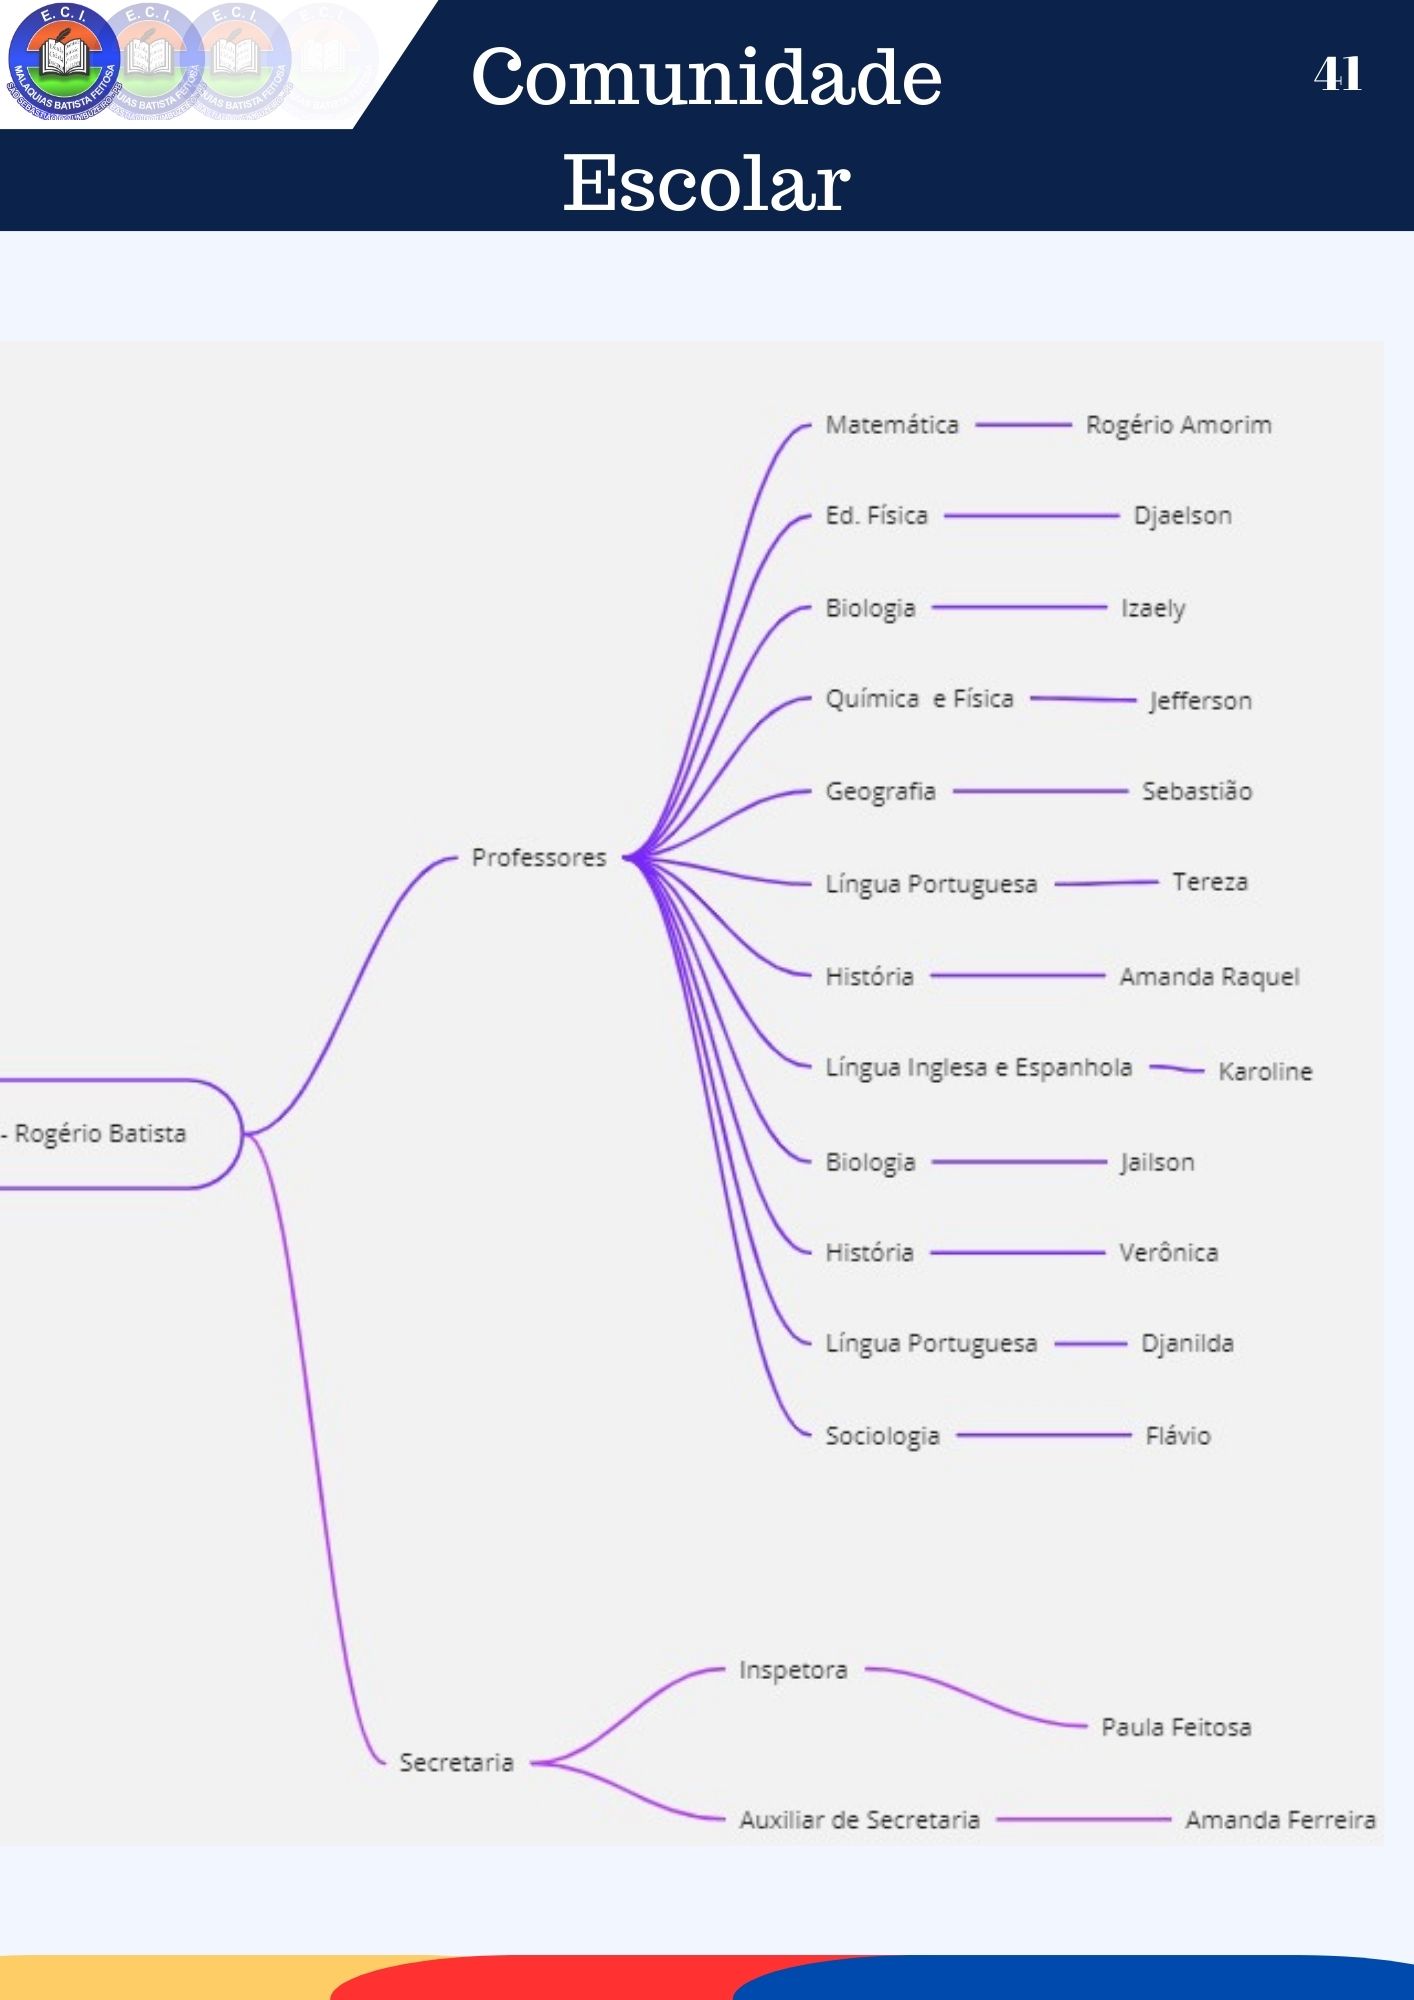 E. C. I.
MALAQUIAS BATISTA FEITOSA
Comunidade
Escolar
41
Matemática Rogério Amorim
Ed. Física Djaelson
Biologia Izaely
Química e Física Jefferson
Geografia Sebastião
Professores
Língua Portuguesa Tereza
História Amanda Raquel
Língua Inglesa e Espanhola Karoline
- Rogério Batista
Biologia Jailson
História Verônica
Língua Portuguesa Djanilda
Sociologia Flávio
Inspetora
Paula Feitosa
Secretaria
Auxiliar de Secretaria Amanda Ferreira